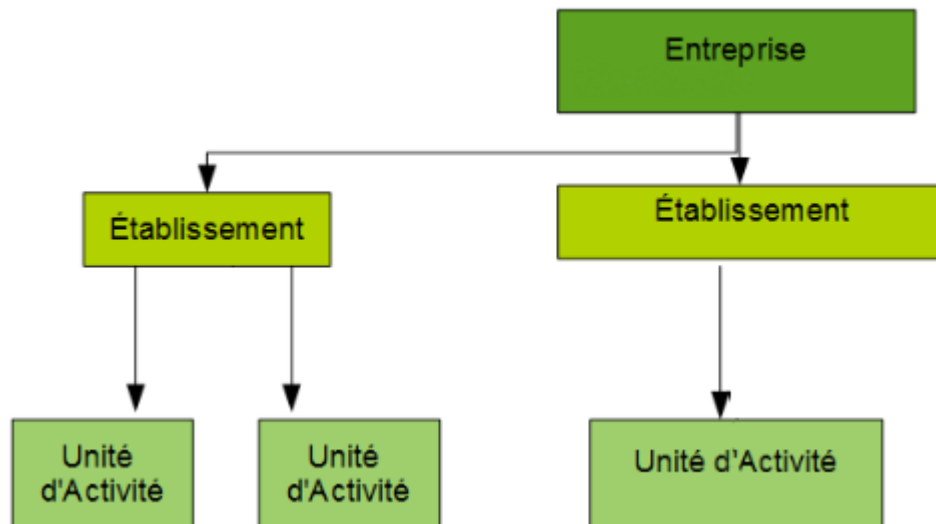 Entreprise
Établissement
Établissement
Unité
d'Activité
Unité
d'Activité
Unité d'Activité